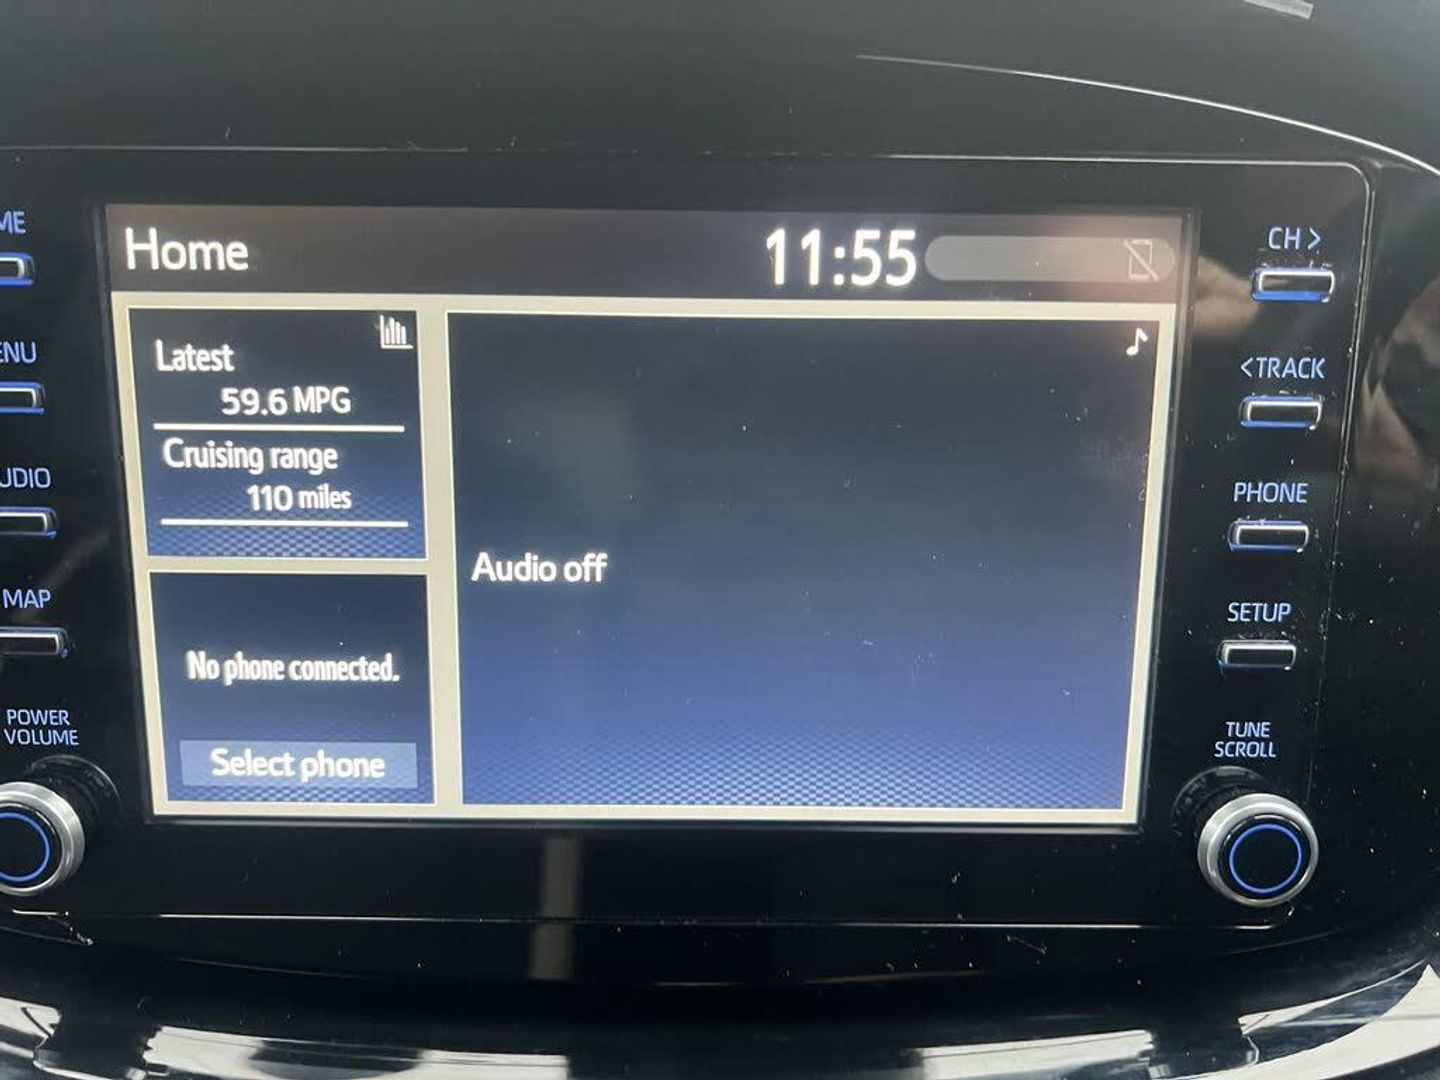 Home
11:55
Latest
59.6 MPG
Cruising range
110 miles
No phone connected.
Select phone
Audio off
ME
ENU
UDIO
MAP
POWER
VOLUME
CH >
<TRACK
PHONE
SETUP
TUNE
SCROLL